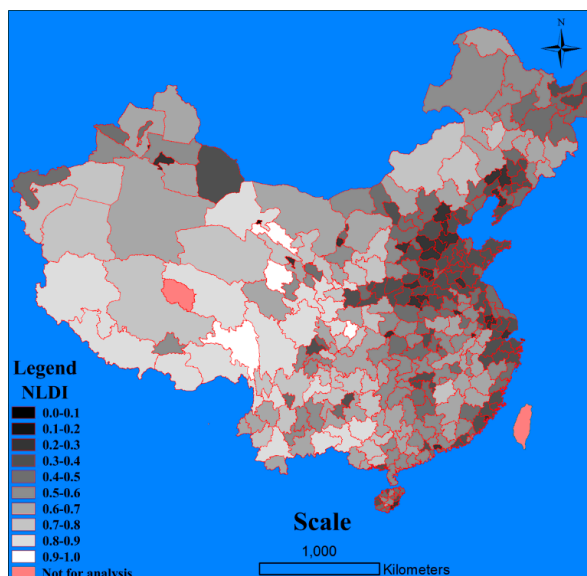 N
Legend
NLDI
0.0-0.1
0.1-0.2
0.2-0.3
0.3-0.4
0.4-0.5
0.5-0.6
0.6-0.7
0.7-0.8
0.8-0.9
0.9-1.0
Not for analysis
Scale
1,000
Kilometers